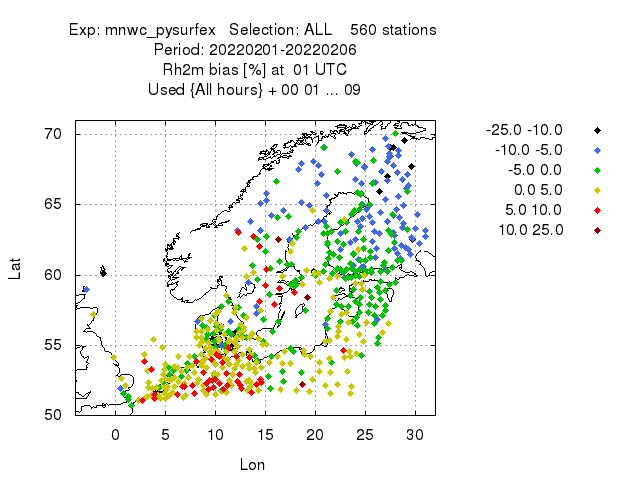 Exp: mnwc_pysurfex   Selection: ALL    560 stations
Period: 20220201-20220206
Rh2m bias [%] at  01 UTC
Used {All hours} + 00 01 ... 09
70
65
60
55
50
0 5 10 15 20 25 30
Lat
Lon
-25.0 -10.0
-10.0 -5.0
-5.0 0.0
0.0 5.0
5.0 10.0
10.0 25.0